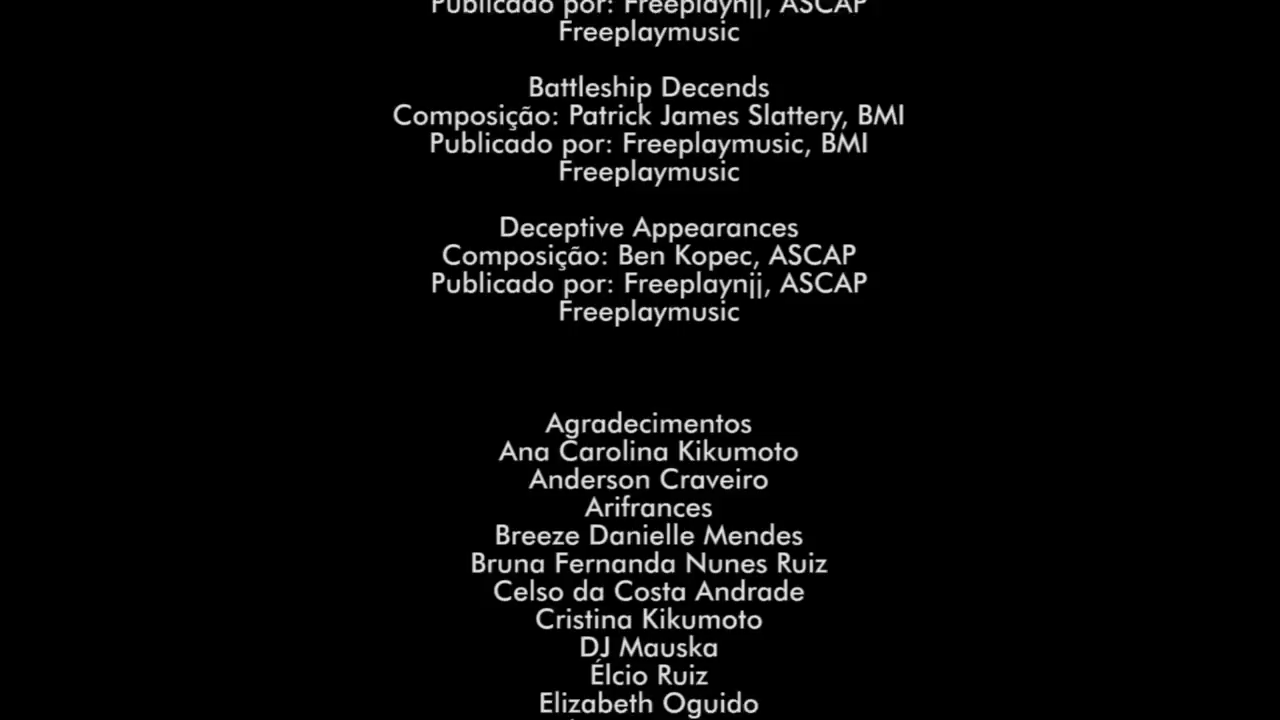 Publicado por: Freeplaynjj, ASCAP
Freeplaymusic
Battleship Decends
Composição: Patrick James Slattery, BMI
Publicado por: Freeplaymusic, BMI
Freeplaymusic
Deceptive Appearances
Composição: Ben Kopec, ASCAP
Publicado por: Freeplaynjj, ASCAP
Freeplaymusic
Agradecimentos
Ana Carolina Kikumoto
Anderson Craveiro
Arifrances
Breeze Danielle Mendes
Bruna Fernanda Nunes Ruiz
Celso da Costa Andrade
Cristina Kikumoto
DJ Mauska
Élcio Ruiz
Elizabeth Oguido